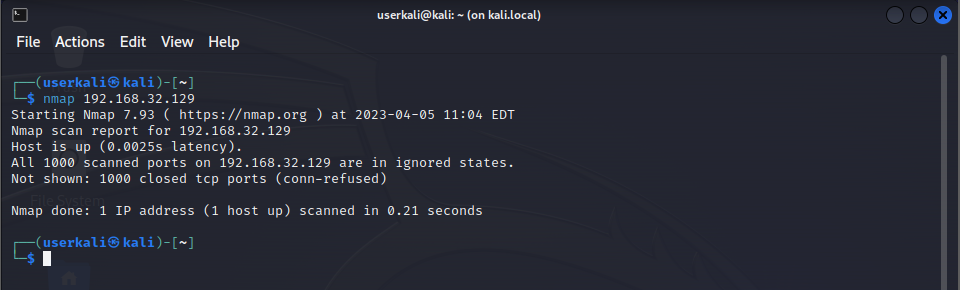 userkali@kali: ~ (on kali.local)
File Actions Edit View Help
┌──(userkali㉿kali)-[~]
└─$ nmap 192.168.32.129
Starting Nmap 7.93 ( https://nmap.org ) at 2023-04-05 11:04 EDT
Nmap scan report for 192.168.32.129
Host is up (0.0025s latency).
All 1000 scanned ports on 192.168.32.129 are in ignored states.
Not shown: 1000 closed tcp ports (conn-refused)
File System
Nmap done: 1 IP address (1 host up) scanned in 0.21 seconds
┌──(userkali㉿kali)-[~]
└─$